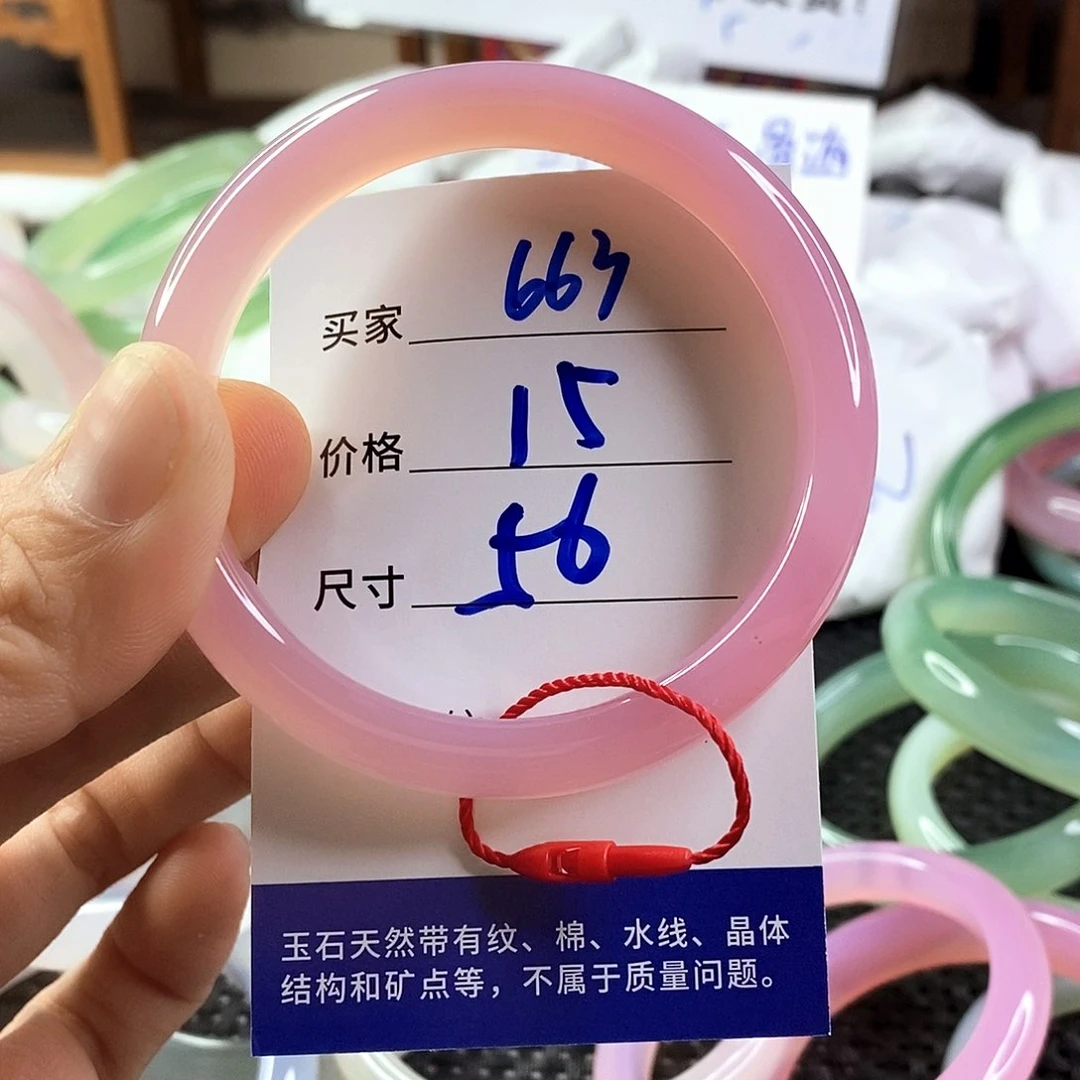 买家 663
价格 15
尺寸 56
玉石天然带有纹、棉、水线、晶体
结构和矿点等，不属于质量问题。